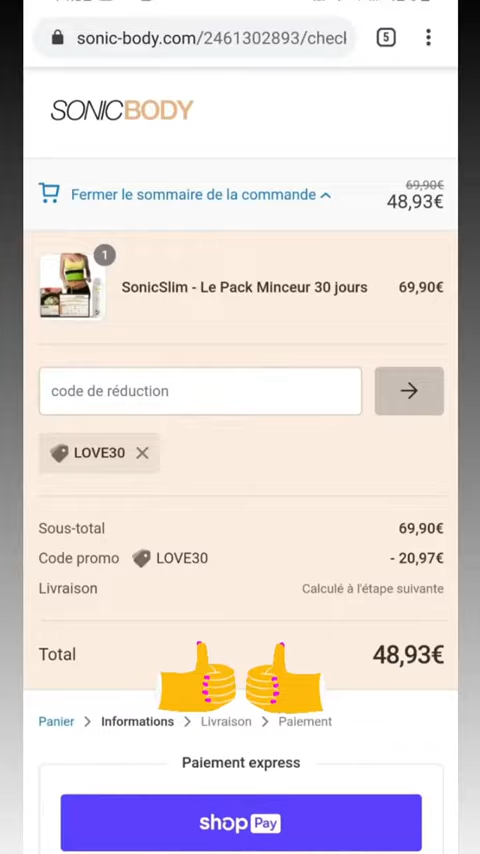 sonic-body.com/2461302893/checl
5
SONICBODY
Fermer le sommaire de la commande
69,90€
48,93€
1
SonicSlim - Le Pack Minceur 30 jours
69,90€
code de réduction
LOVE30
Sous-total
69,90€
Code promo
LOVE30
- 20,97€
Livraison
Calculé à l'étape suivante
Total
48,93€
Panier > Informations > Livraison > Paiement
Paiement express
shop Pay